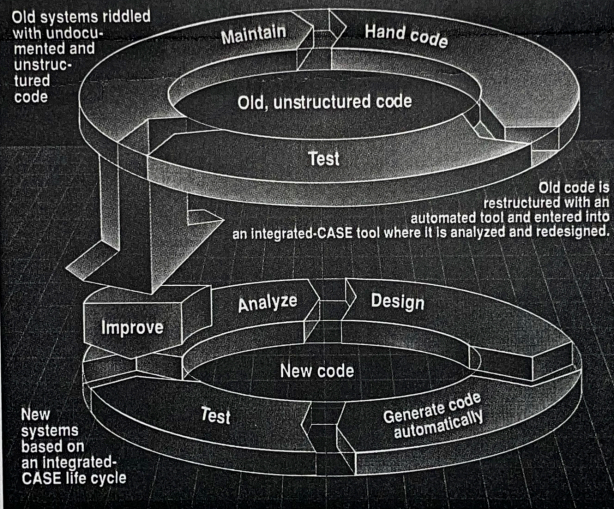 Old systems riddled
with undocu-
mented and
unstruc-
tured
code
Maintain
Hand code
Old, unstructured code
Test
Old code is
restructured with an
automated tool and entered into
an integrated-CASE tool where it is analyzed and redesigned.
Improve
Analyze
Design
New code
Test
Generate code
automatically
New
systems
based on
an integrated-
CASE life cycle